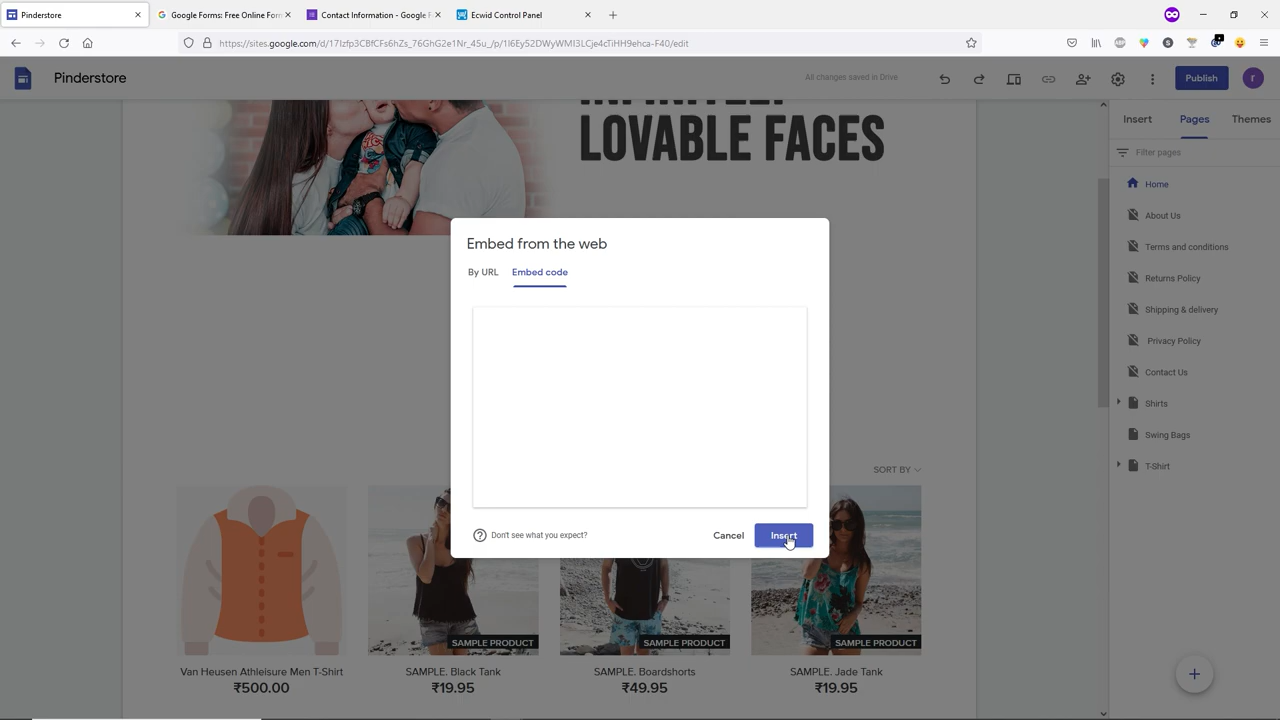 Pinderstore
Google Forms: Free Online Form
Contact Information - Google F
Ecwid Control Panel
https://sites.google.com/d/17Izfp3CBfCFs6hZs_76GhG2e1Nr_45u_/p/1REy52DWyWMI3LCje4cTiHH9ehca-F40/edit
Pinderstore
All changes saved in Drive
Publish
r
LOVABLE FACES
Insert
Pages
Themes
Filter pages
Home
About Us
Terms and conditions
Returns Policy
Shipping & delivery
Privacy Policy
Contact Us
Shirts
Swing Bags
T-Shirt
Embed from the web
By URL
Embed code
Don't see what you expect?
Cancel
Insert
SORT BY
SAMPLE PRODUCT
SAMPLE PRODUCT
SAMPLE PRODUCT
Van Heusen Athleisure Men T-Shirt
SAMPLE. Black Tank
SAMPLE. Boardshorts
SAMPLE. Jade Tank
₹500.00
₹19.95
₹49.95
₹19.95